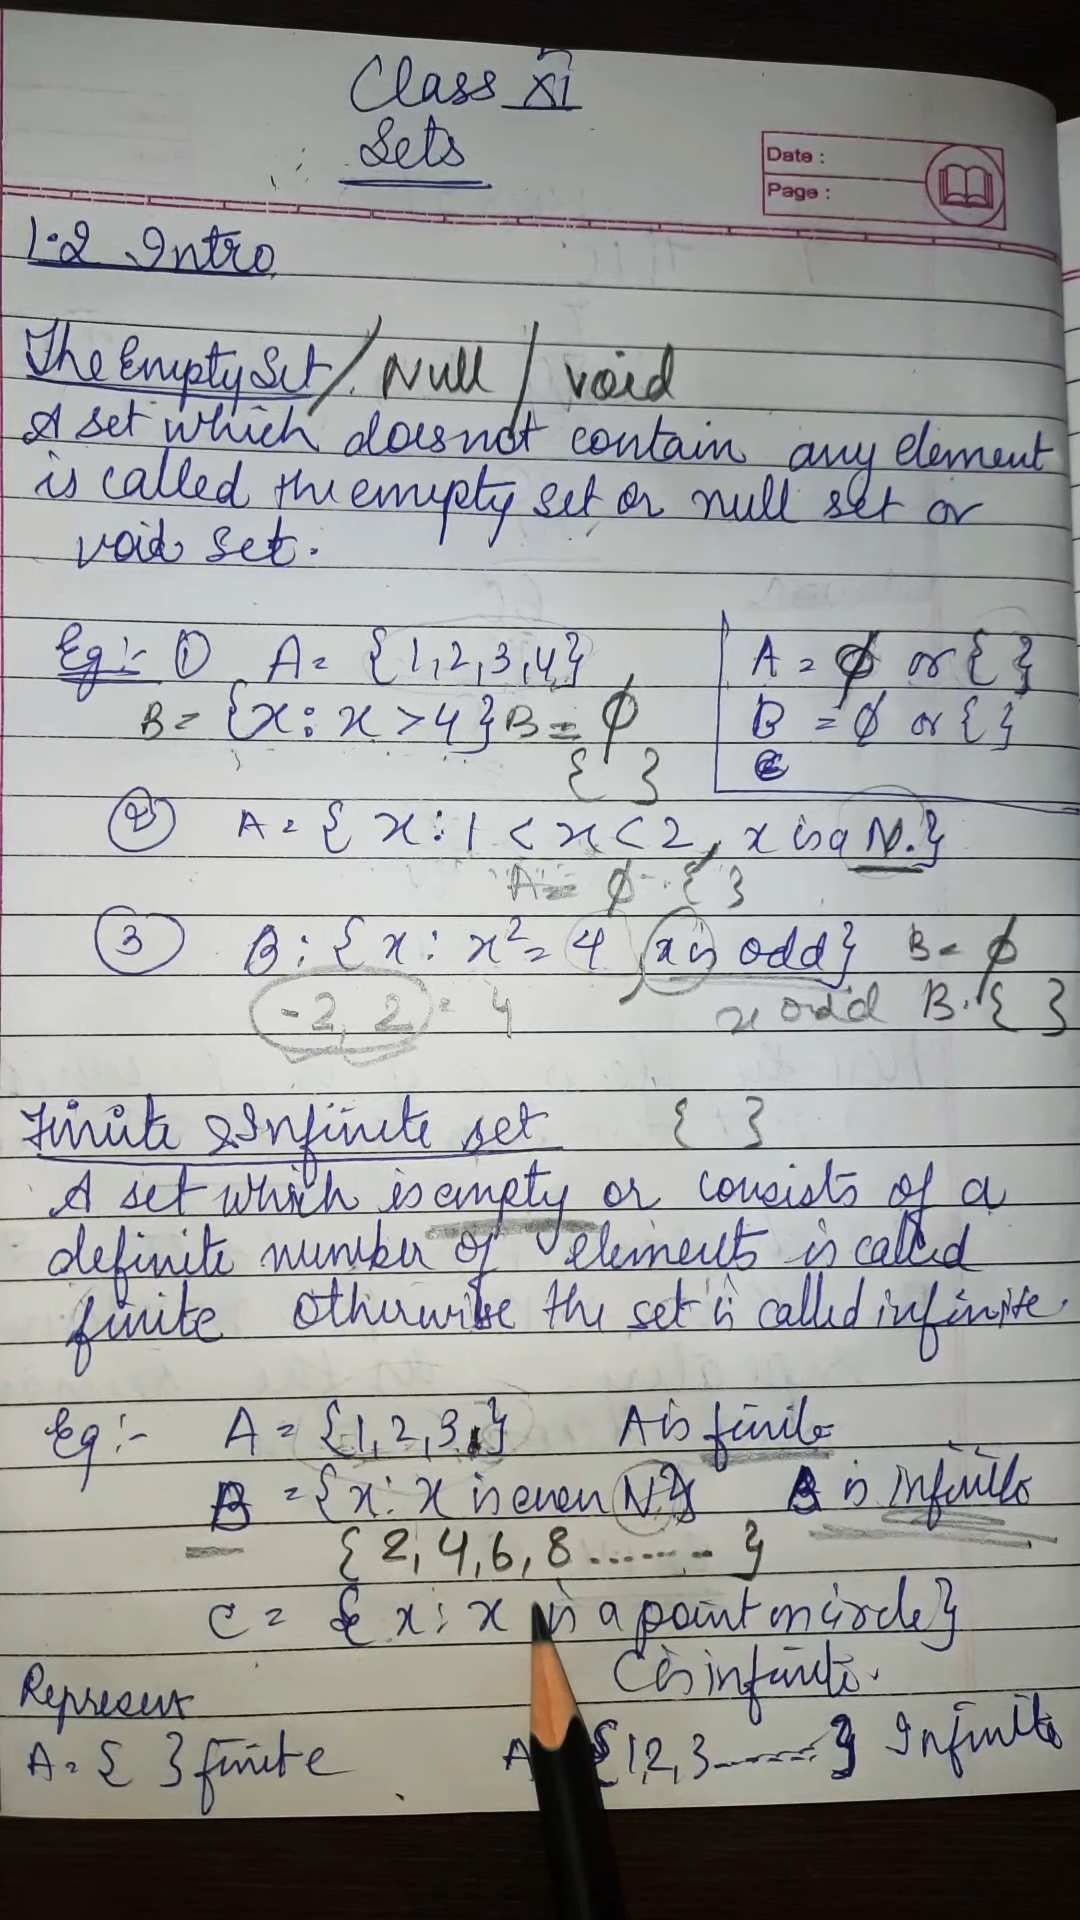 Class XI
Sets
Date :
Page :
1.2 Intro
The Empty Set / Null / void
A set which does not contain any element
is called the empty set or null set or
void set.
Eg:- ① A = {1,2,3,4}
A = ϕ or { }
B = {x : x > 4} B = ϕ
B = ϕ or { }
{ }
C
② A = { x : 1 < x < 2, x is a N.}
A = ϕ { }
③ B : {x : x² = 4, x is odd} B = ϕ
-2, 2 = 4 x odd B. { }
Finite & Infinite set { }
A set which is empty or consists of a
definite number of elements is called
finite otherwise the set is called infinite.
Eg:- A = {1, 2, 3,} A is finite
B = {x : x is even N} B is infinite
{ 2, 4, 6, 8 ....... }
C = { x : x is a point on circle}
C is infinite.
Represent
A = { } finite A {1,2,3------} Infinite